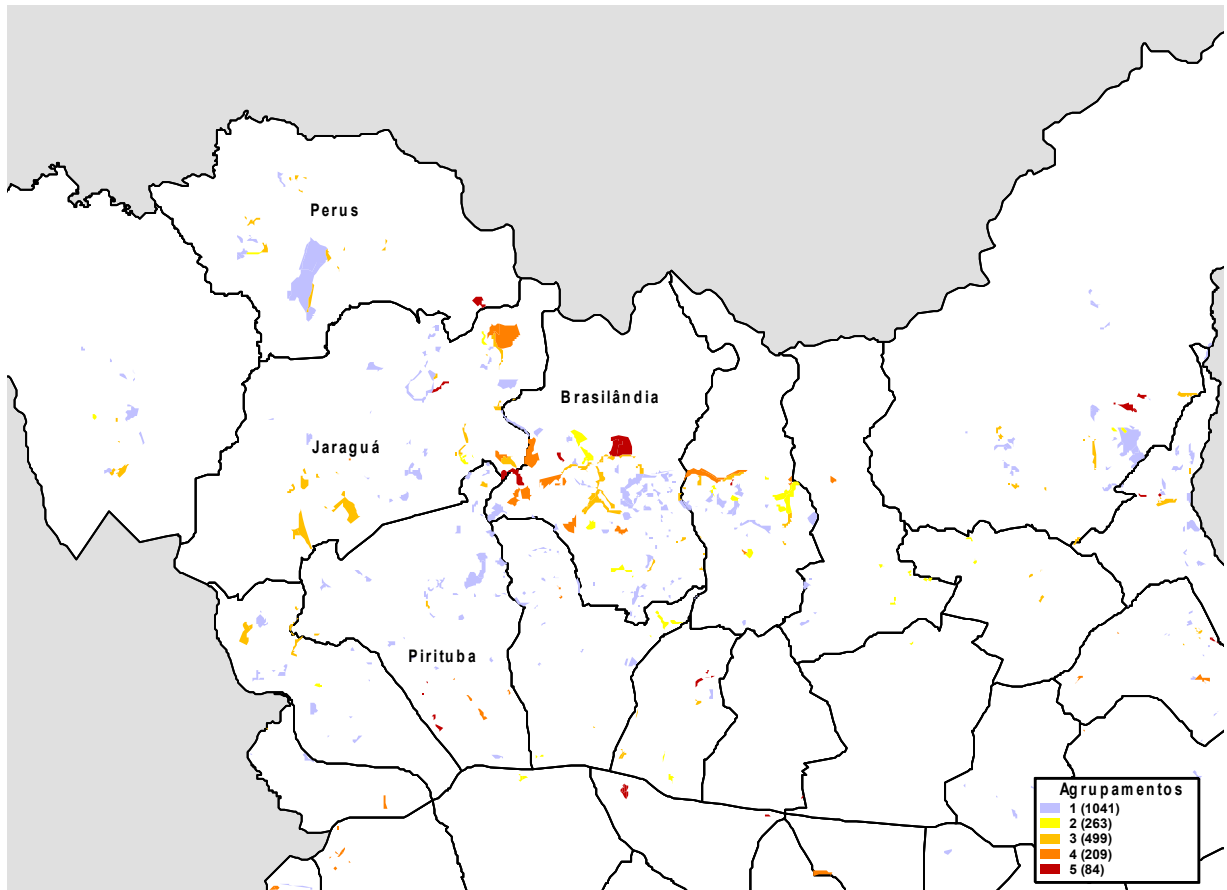 Perus
Brasilândia
Jaraguá
Pirituba
Agrupamentos
1 (1041)
2 (263)
3 (499)
4 (209)
5 (84)